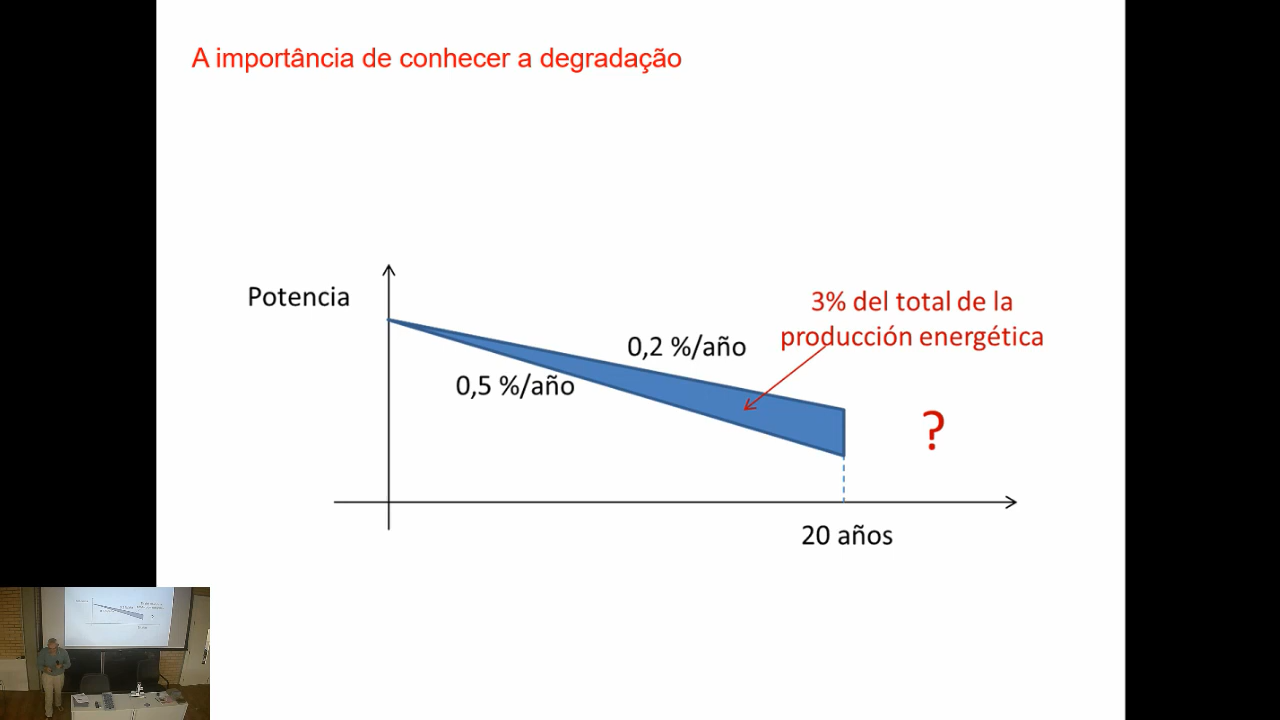 A importância de conhecer a degradação
Potencia
3% del total de la
producción energética
0,2 %/año
0,5 %/año
?
20 años